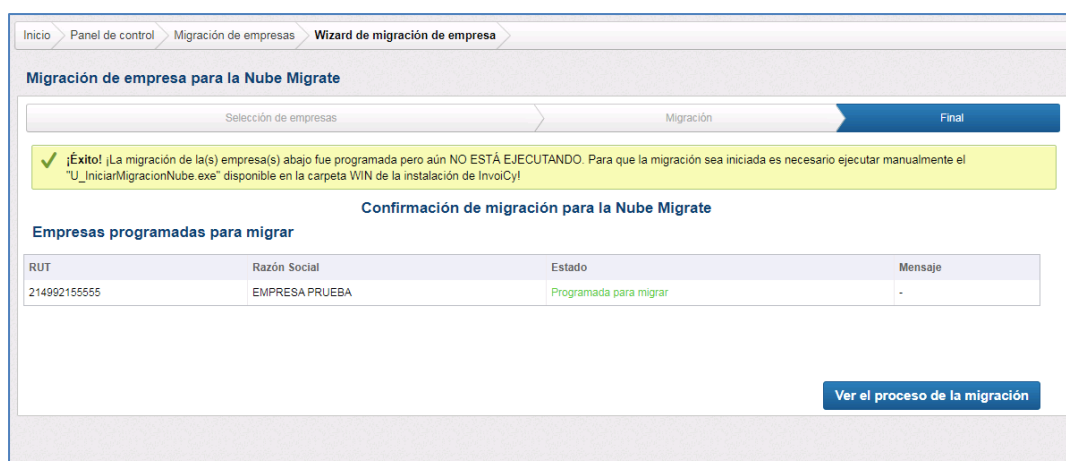 Inicio Panel de control Migración de empresas Wizard de migración de empresa
Migración de empresa para la Nube Migrate
Selección de empresas Migración Final
¡Éxito! ¡La migración de la(s) empresa(s) abajo fue programada pero aún NO ESTÁ EJECUTANDO. Para que la migración sea iniciada es necesario ejecutar manualmente el
"U_IniciarMigracionNube.exe" disponible en la carpeta WIN de la instalación de InvoiCy!
Confirmación de migración para la Nube Migrate
Empresas programadas para migrar
RUT Razón Social Estado Mensaje
214992155555 EMPRESA PRUEBA Programada para migrar -
Ver el proceso de la migración